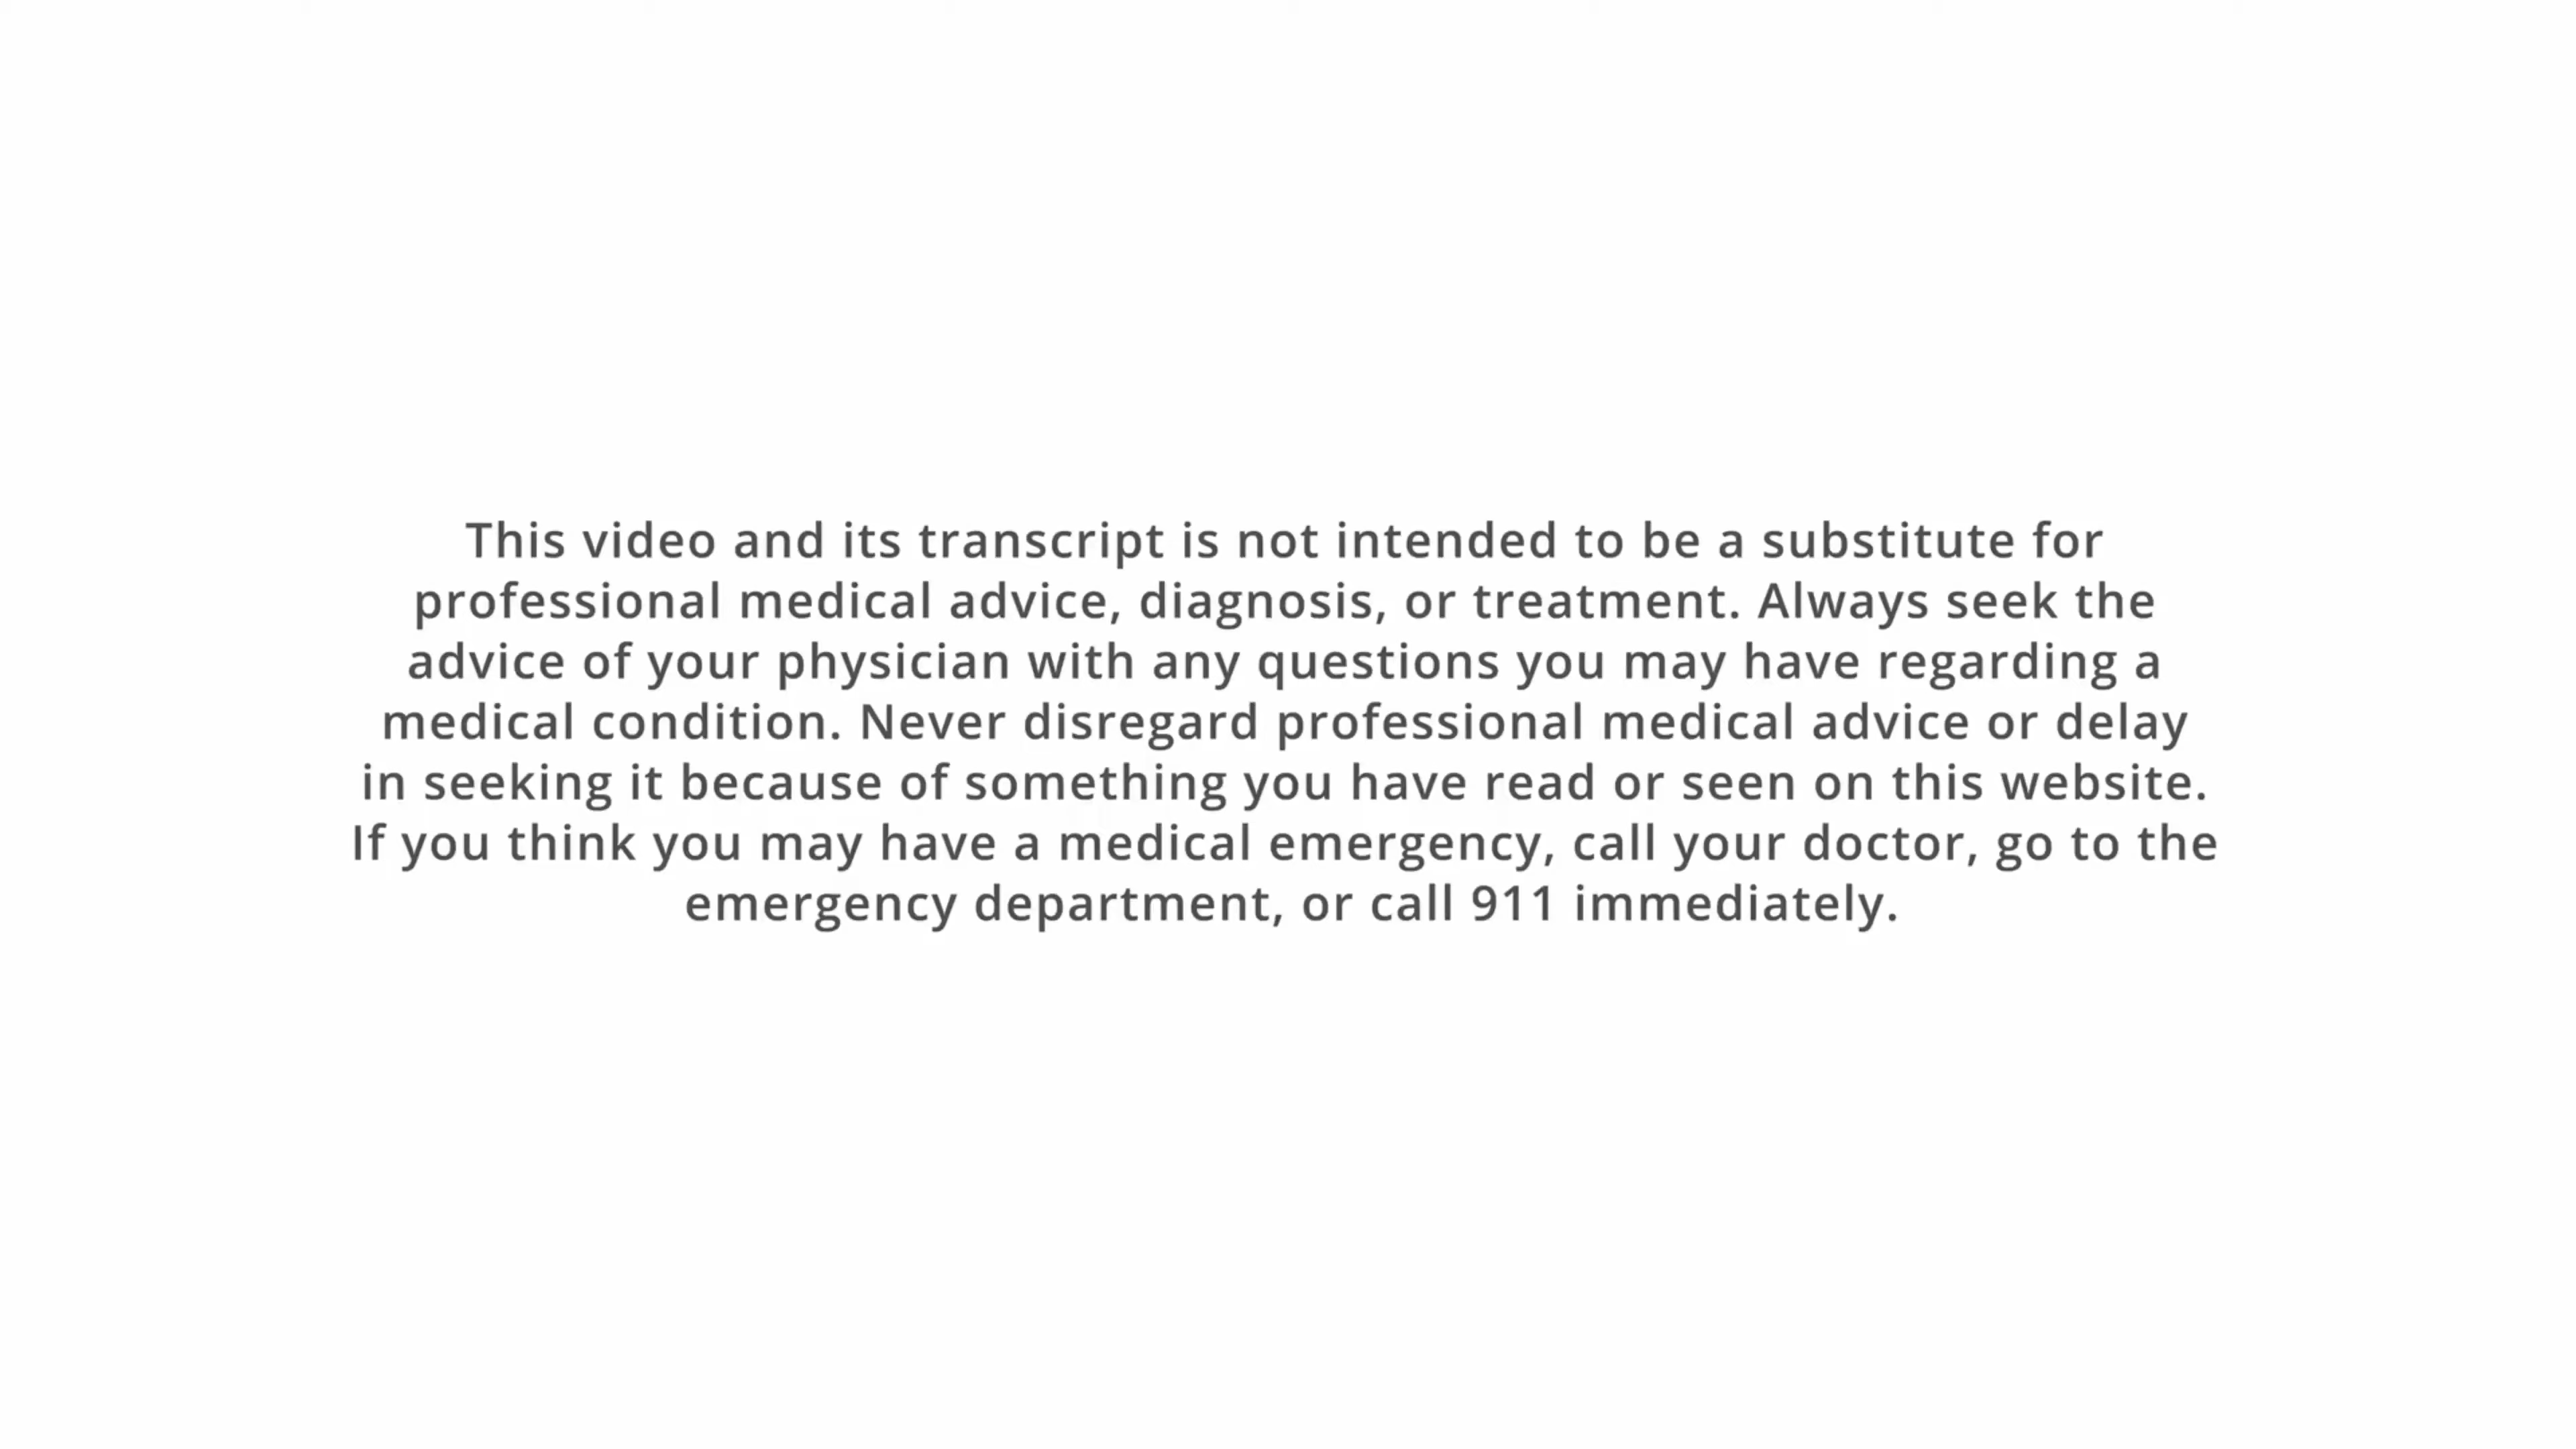 This video and its transcript is not intended to be a substitute for
professional medical advice, diagnosis, or treatment. Always seek the
advice of your physician with any questions you may have regarding a
medical condition. Never disregard professional medical advice or delay
in seeking it because of something you have read or seen on this website.
If you think you may have a medical emergency, call your doctor, go to the
emergency department, or call 911 immediately.